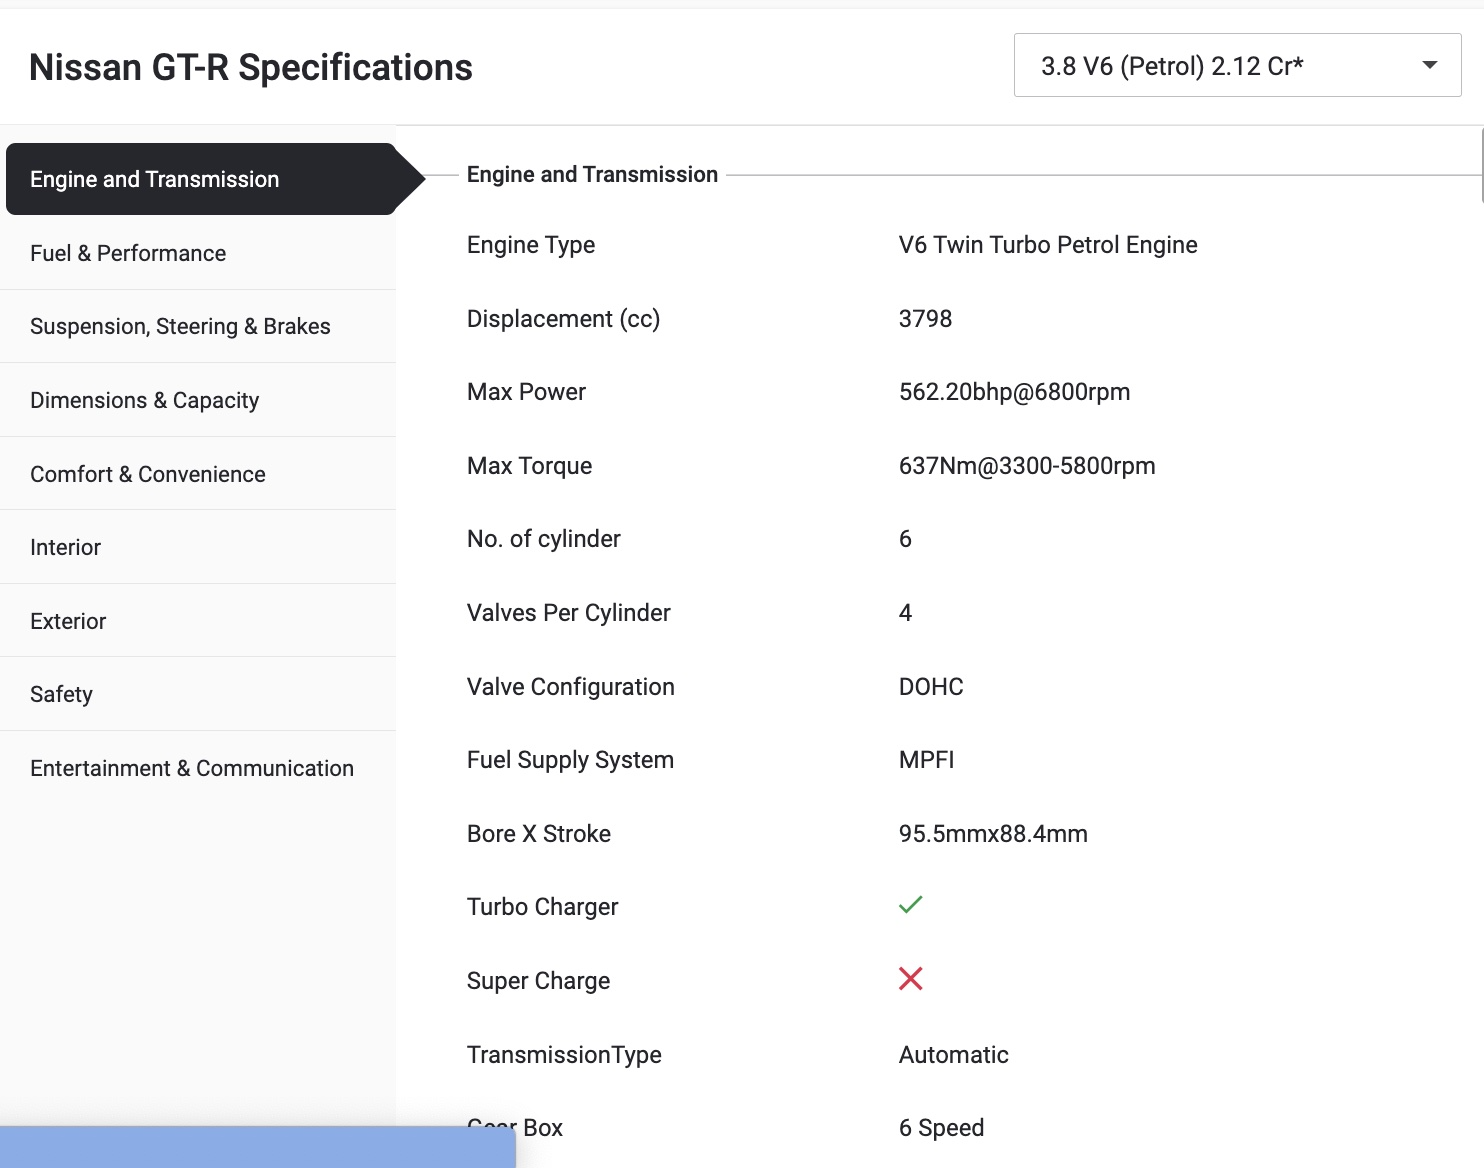 Nissan GT-R Specifications
3.8 V6 (Petrol) 2.12 Cr*
Engine and Transmission
Fuel & Performance
Suspension, Steering & Brakes
Dimensions & Capacity
Comfort & Convenience
Interior
Exterior
Safety
Entertainment & Communication
Engine and Transmission
Engine Type V6 Twin Turbo Petrol Engine
Displacement (cc) 3798
Max Power 562.20bhp@6800rpm
Max Torque 637Nm@3300-5800rpm
No. of cylinder 6
Valves Per Cylinder 4
Valve Configuration DOHC
Fuel Supply System MPFI
Bore X Stroke 95.5mmx88.4mm
Turbo Charger
Super Charge
TransmissionType Automatic
Gear Box 6 Speed